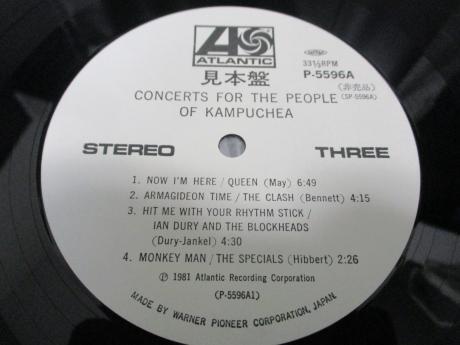 ATLANTIC
見本盤
33⅓RPM
P-5596A
(非売品)
(SP-5596A)
CONCERTS FOR THE PEOPLE
OF KAMPUCHEA
STEREO
THREE
1. NOW I'M HERE / QUEEN (May) 6:49
2. ARMAGIDEON TIME / THE CLASH (Bennett) 4:15
3. HIT ME WITH YOUR RHYTHM STICK /
IAN DURY AND THE BLOCKHEADS
(Dury-Jankel) 4:30
4. MONKEY MAN / THE SPECIALS (Hibbert) 2:26
℗ 1981 Atlantic Recording Corporation
(P-5596A1)
MADE BY WARNER PIONEER CORPORATION, JAPAN